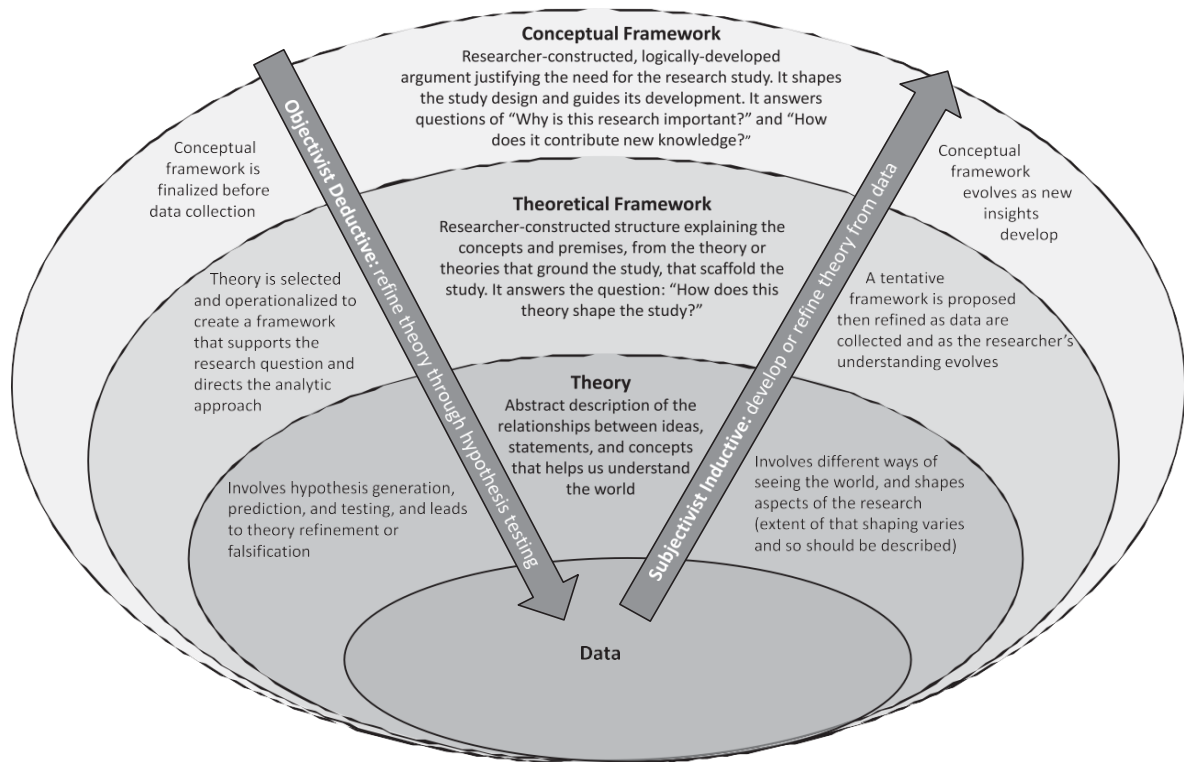 Conceptual Framework
Researcher-constructed, logically-developed
argument justifying the need for the research study. It shapes
the study design and guides its development. It answers
questions of “Why is this research important?” and “How
does it contribute new knowledge?”
Objectivist Deductive: refine theory through hypothesis testing
Subjectivist Inductive: develop or refine theory from data
Conceptual
framework is
finalized before
data collection
Conceptual
framework
evolves as new
insights
develop
Theoretical Framework
Researcher-constructed structure explaining the
concepts and premises, from the theory or
theories that ground the study, that scaffold the
study. It answers the question: “How does this
theory shape the study?”
Theory is selected
and operationalized to
create a framework
that supports the
research question and
directs the analytic
approach
A tentative
framework is proposed
then refined as data are
collected and as the researcher’s
understanding evolves
Theory
Abstract description of the
relationships between ideas,
statements, and concepts
that helps us understand
the world
Involves hypothesis generation,
prediction, and testing, and leads
to theory refinement or
falsification
Involves different ways of
seeing the world, and shapes
aspects of the research
(extent of that shaping varies
and so should be described)
Data